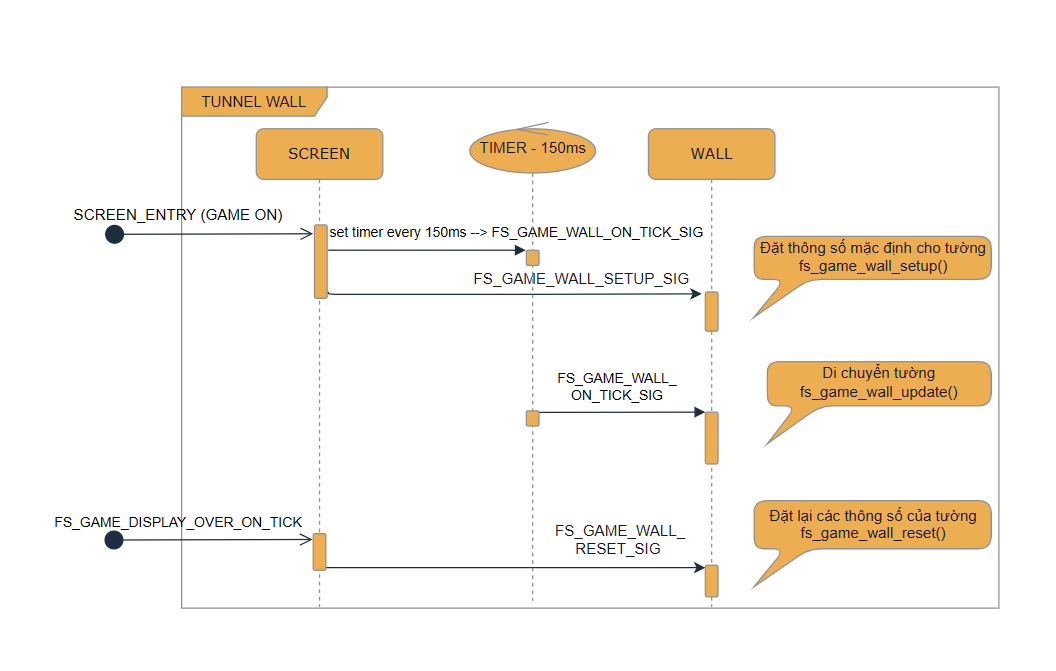 TUNNEL WALL
SCREEN
TIMER - 150ms
WALL
SCREEN_ENTRY (GAME ON)
set timer every 150ms --> FS_GAME_WALL_ON_TICK_SIG
Đặt thông số mặc định cho tường
fs_game_wall_setup()
FS_GAME_WALL_SETUP_SIG
Di chuyển tường
fs_game_wall_update()
FS_GAME_WALL_
ON_TICK_SIG
FS_GAME_DISPLAY_OVER_ON_TICK
FS_GAME_WALL_
RESET_SIG
Đặt lại các thông số của tường
fs_game_wall_reset()